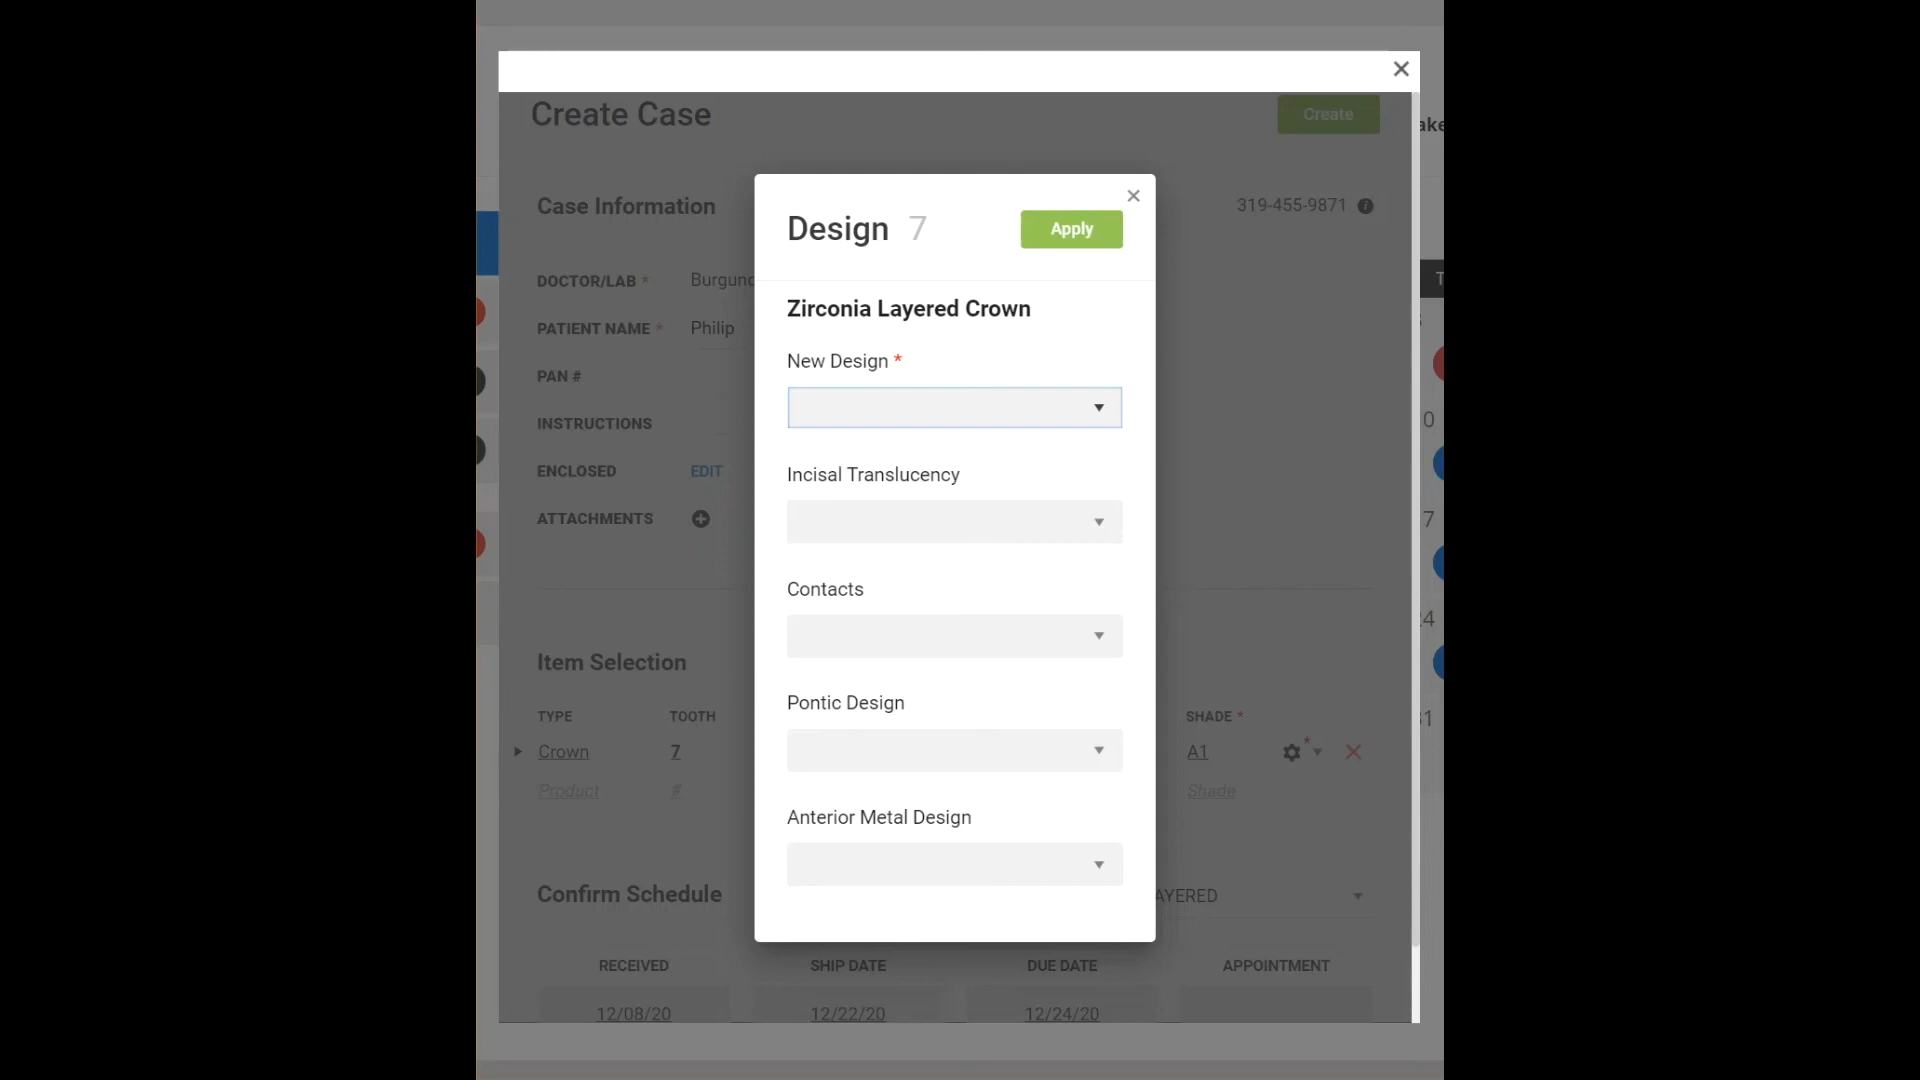 Create Case
Create
Case Information
319-455-9871
DOCTOR/LAB *
PATIENT NAME * Philip
PAN #
INSTRUCTIONS
ENCLOSED EDIT
ATTACHMENTS
Design 7
Apply
Zirconia Layered Crown
New Design *
Incisal Translucency
Contacts
Pontic Design
Anterior Metal Design
Item Selection
TYPE TOOTH SHADE *
Crown 7 A1 *
Product # Shade
Confirm Schedule
RECEIVED SHIP DATE DUE DATE APPOINTMENT
12/08/20 12/22/20 12/24/20